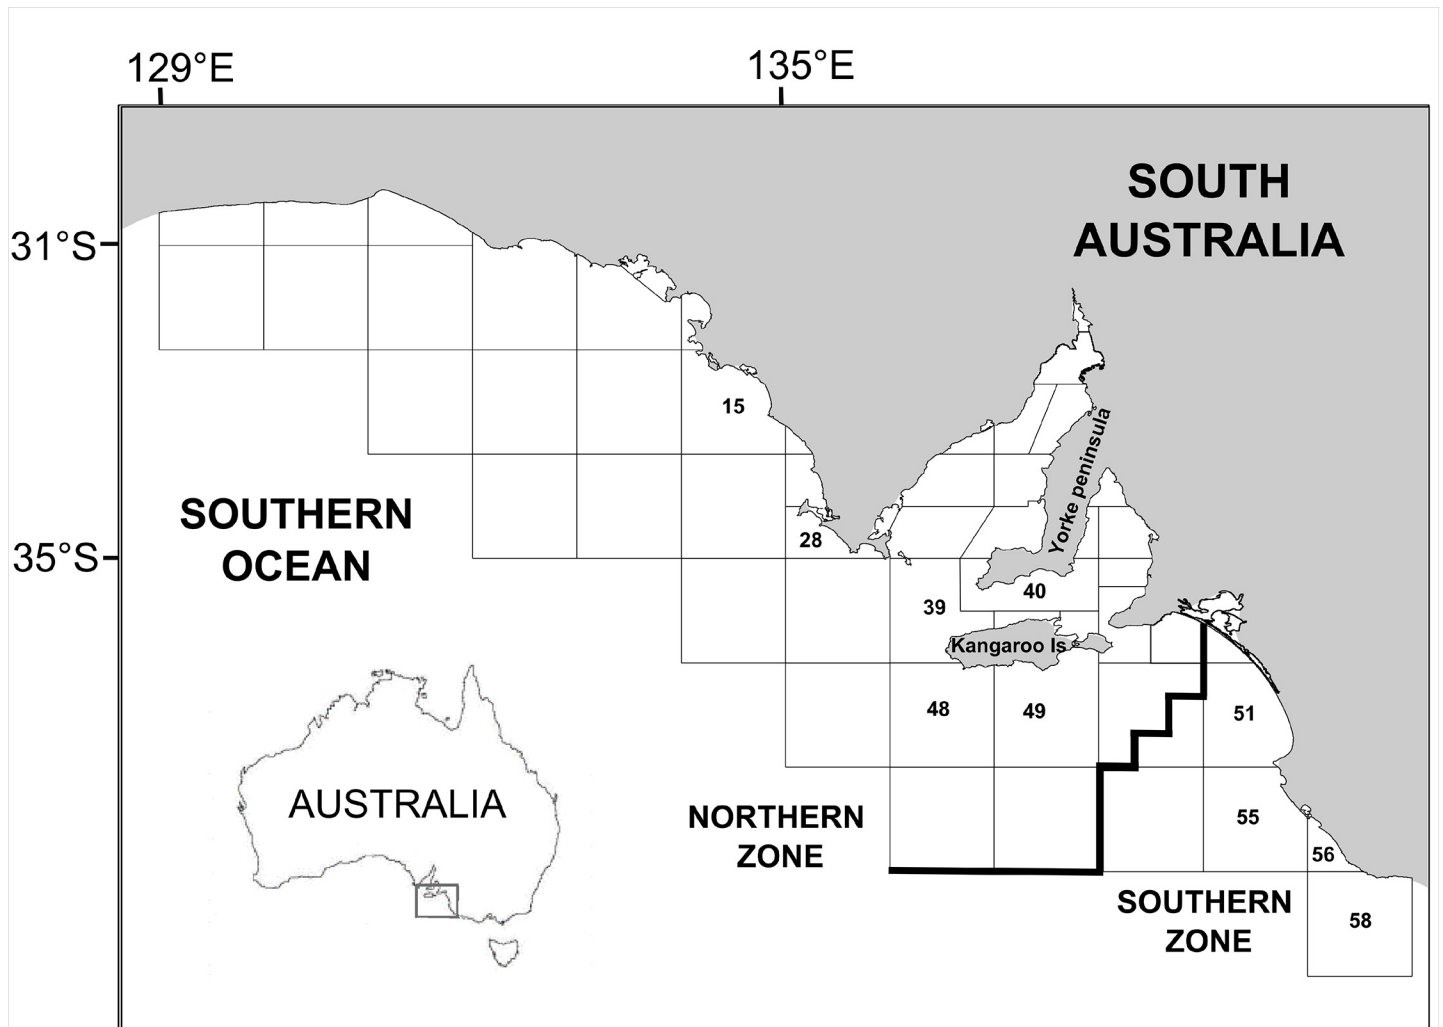 129°E
135°E
SOUTH
AUSTRALIA
31°S
15
Yorke peninsula
SOUTHERN
OCEAN
28
35°S
40
39
Kangaroo Is
48
49
51
AUSTRALIA
NORTHERN
ZONE
55
56
SOUTHERN
ZONE
58